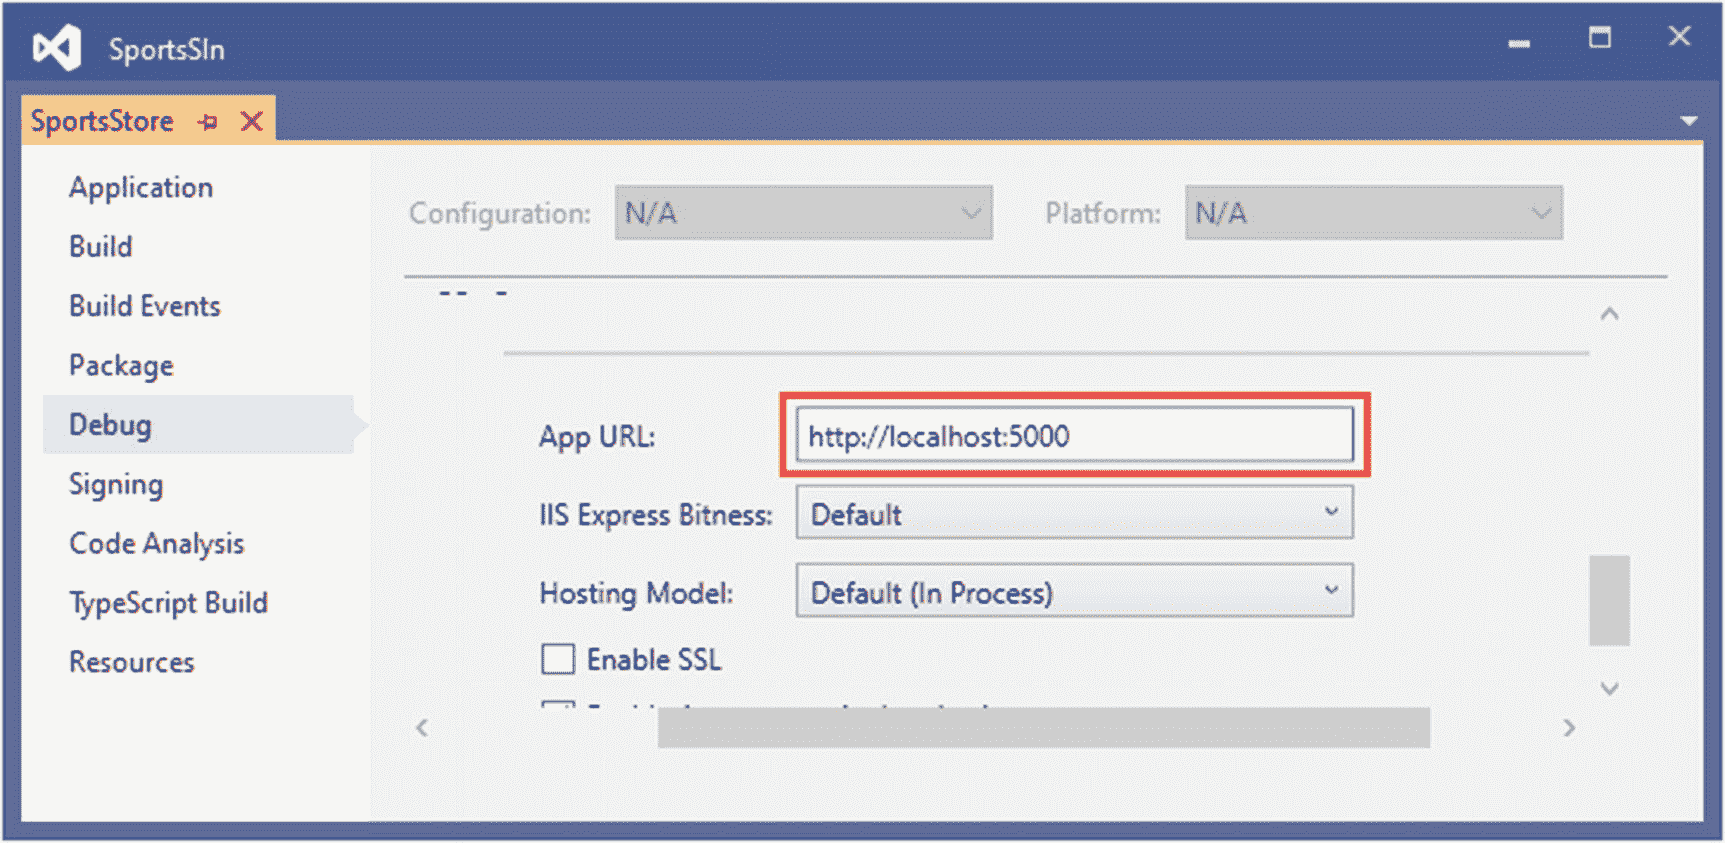 SportsSln
SportsStore
Application
Build
Build Events
Package
Debug
Signing
Code Analysis
TypeScript Build
Resources
Configuration: N/A Platform: N/A
App URL: http://localhost:5000
IIS Express Bitness: Default
Hosting Model: Default (In Process)
Enable SSL